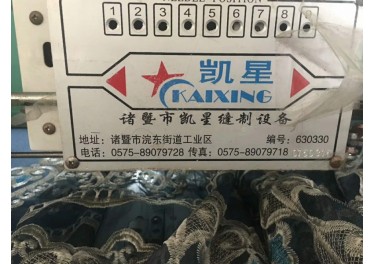 NEEDLE POSITION
1 2 3 4 5 6 7 8
凯星
KAIXING
诸暨市凯星缝制设备
地址：诸暨市浣东街道工业区 编号：630330
电话：0575-89079728 传真：0575-89079718